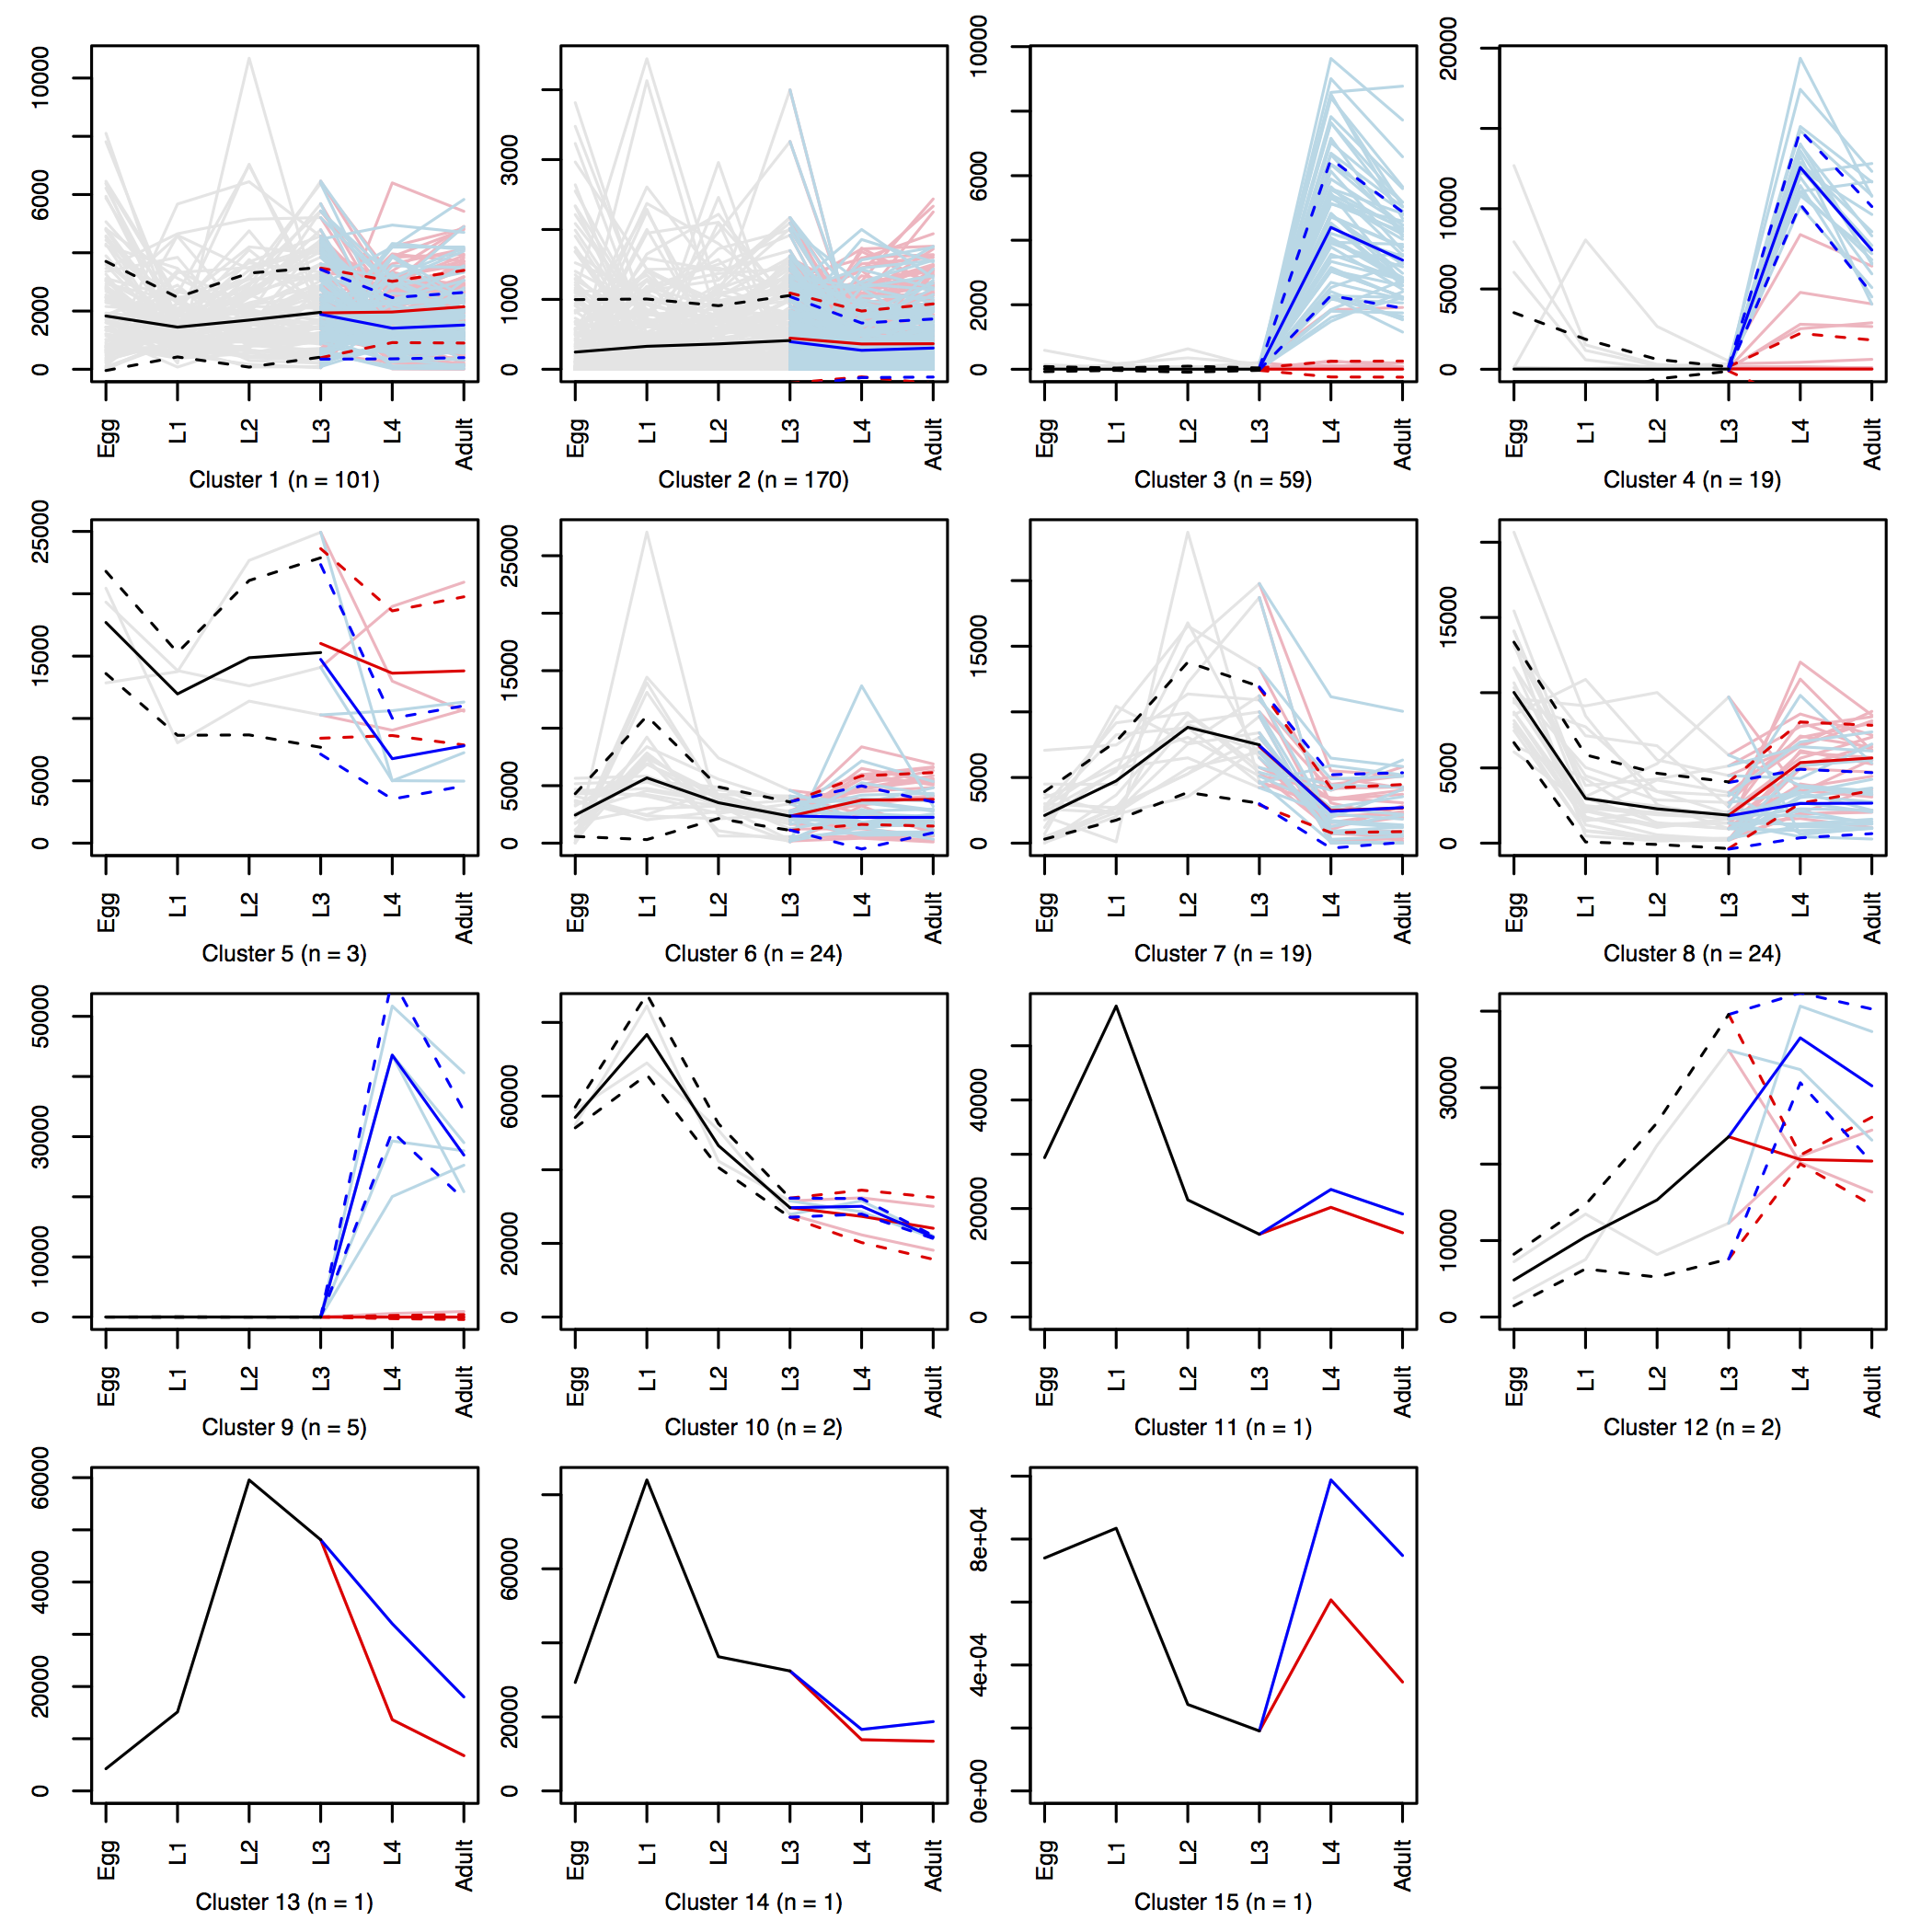 10000
6000
2000
0
Egg L1 L2 L3 L4 Adult
Cluster 1 (n = 101)
3000
1000
0
Egg L1 L2 L3 L4 Adult
Cluster 2 (n = 170)
10000
6000
2000
0
Egg L1 L2 L3 L4 Adult
Cluster 3 (n = 59)
20000
10000
5000
0
Egg L1 L2 L3 L4 Adult
Cluster 4 (n = 19)
25000
15000
5000
0
Egg L1 L2 L3 L4 Adult
Cluster 5 (n = 3)
25000
15000
5000
0
Egg L1 L2 L3 L4 Adult
Cluster 6 (n = 24)
15000
5000
0
Egg L1 L2 L3 L4 Adult
Cluster 7 (n = 19)
15000
5000
0
Egg L1 L2 L3 L4 Adult
Cluster 8 (n = 24)
50000
30000
10000
0
Egg L1 L2 L3 L4 Adult
Cluster 9 (n = 5)
60000
20000
0
Egg L1 L2 L3 L4 Adult
Cluster 10 (n = 2)
40000
20000
0
Egg L1 L2 L3 L4 Adult
Cluster 11 (n = 1)
30000
10000
0
Egg L1 L2 L3 L4 Adult
Cluster 12 (n = 2)
60000
40000
20000
0
Egg L1 L2 L3 L4 Adult
Cluster 13 (n = 1)
60000
20000
0
Egg L1 L2 L3 L4 Adult
Cluster 14 (n = 1)
8e+04
4e+04
0e+00
Egg L1 L2 L3 L4 Adult
Cluster 15 (n = 1)